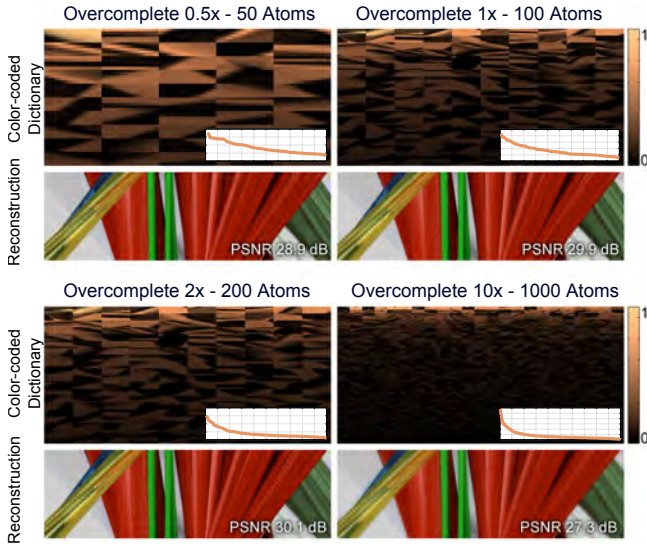 Overcomplete 0.5x - 50 Atoms
Overcomplete 1x - 100 Atoms
Color-coded
Dictionary
1
0
Reconstruction
PSNR 28.9 dB
PSNR 29.9 dB
Overcomplete 2x - 200 Atoms
Overcomplete 10x - 1000 Atoms
Color-coded
Dictionary
1
0
Reconstruction
PSNR 30.1 dB
PSNR 27.3 dB